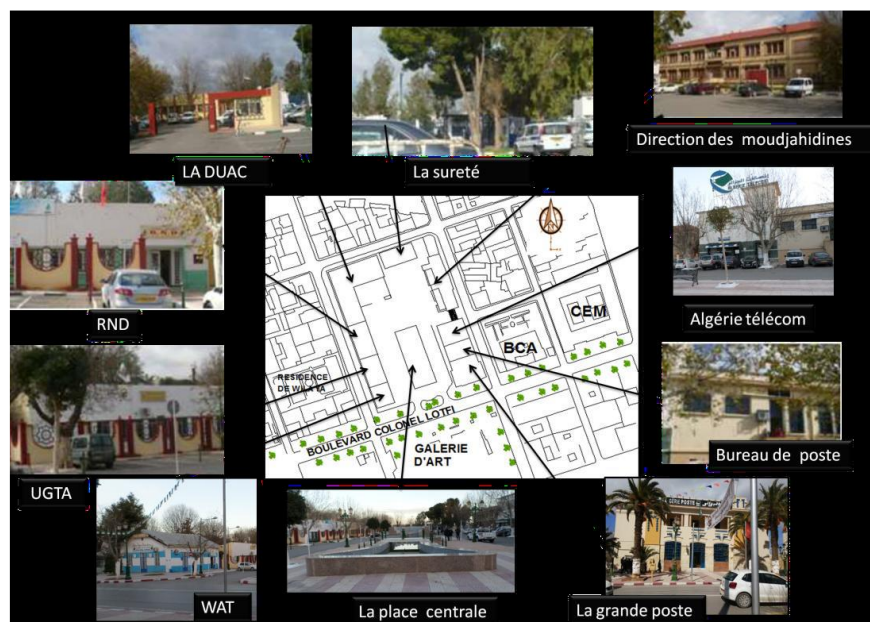 LA DUAC
La sureté
Direction des moudjahidines
RND
Algérie télécom
CEM
BCA
RESIDENCE
DE WILAYA
BOULEVARD COLONEL LOTFI
GALERIE
D'ART
Bureau de poste
UGTA
WAT
La place centrale
La grande poste